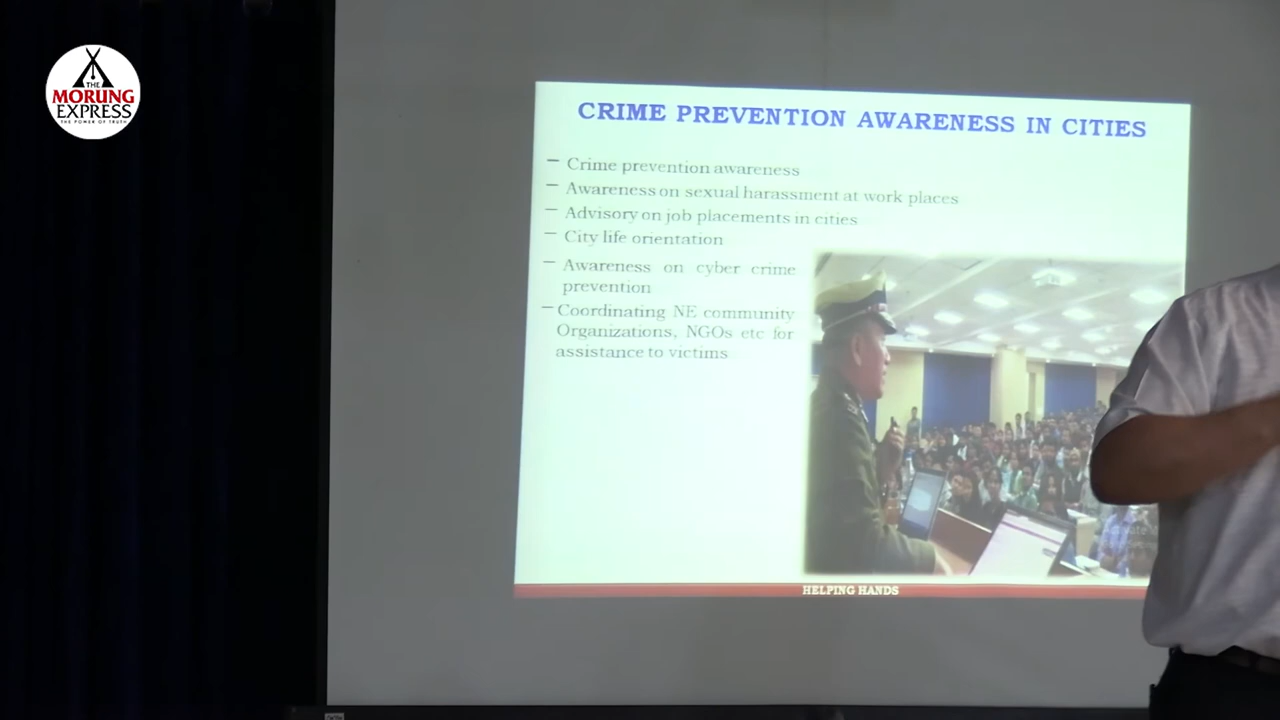 THE
MORUNG
EXPRESS
THE POWER OF TRUTH
CRIME PREVENTION AWARENESS IN CITIES
– Crime prevention awareness
– Awareness on sexual harassment at work places
– Advisory on job placements in cities
– City life orientation
– Awareness on cyber crime
prevention
– Coordinating NE community
Organizations, NGOs etc for
assistance to victims
HELPING HANDS